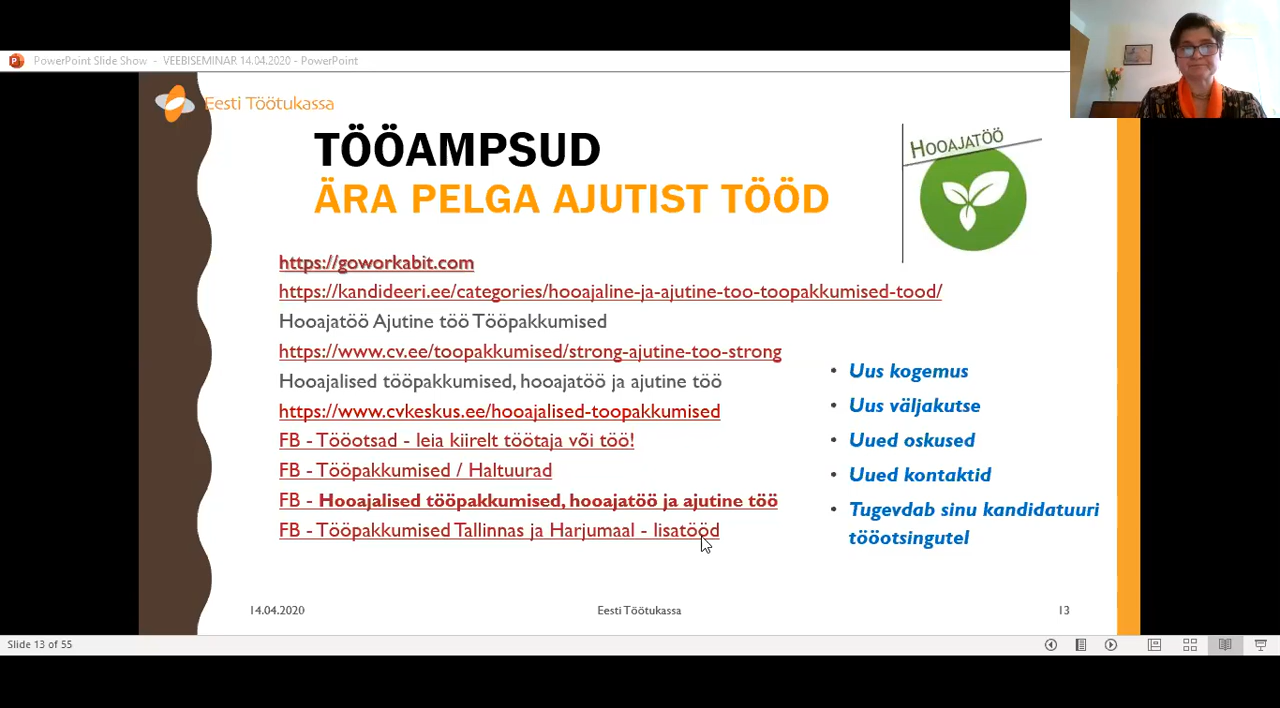 PowerPoint Slide Show - VEEBISEMINAR 14.04.2020 - PowerPoint
Eesti Töötukassa
TÖÖAMPSUD
ÄRA PELGA AJUTIST TÖÖD
HOOAJATÖÖ
https://goworkabit.com
https://kandideeri.ee/categories/hooajaline-ja-ajutine-too-toopakkumised-tood/
Hooajatöö Ajutine töö Tööpakkumised
https://www.cv.ee/toopakkumised/strong-ajutine-too-strong
Hooajalised tööpakkumised, hooajatöö ja ajutine töö
https://www.cvkeskus.ee/hooajalised-toopakkumised
FB - Tööotsad - leia kiirelt töötaja või töö!
FB - Tööpakkumised / Haltuurad
FB - Hooajalised tööpakkumised, hooajatöö ja ajutine töö
FB - Tööpakkumised Tallinnas ja Harjumaal - lisatööd
• Uus kogemus
• Uus väljakutse
• Uued oskused
• Uued kontaktid
• Tugevdab sinu kandidatuuri
tööotsingutel
14.04.2020
Eesti Töötukassa
13
Slide 13 of 55